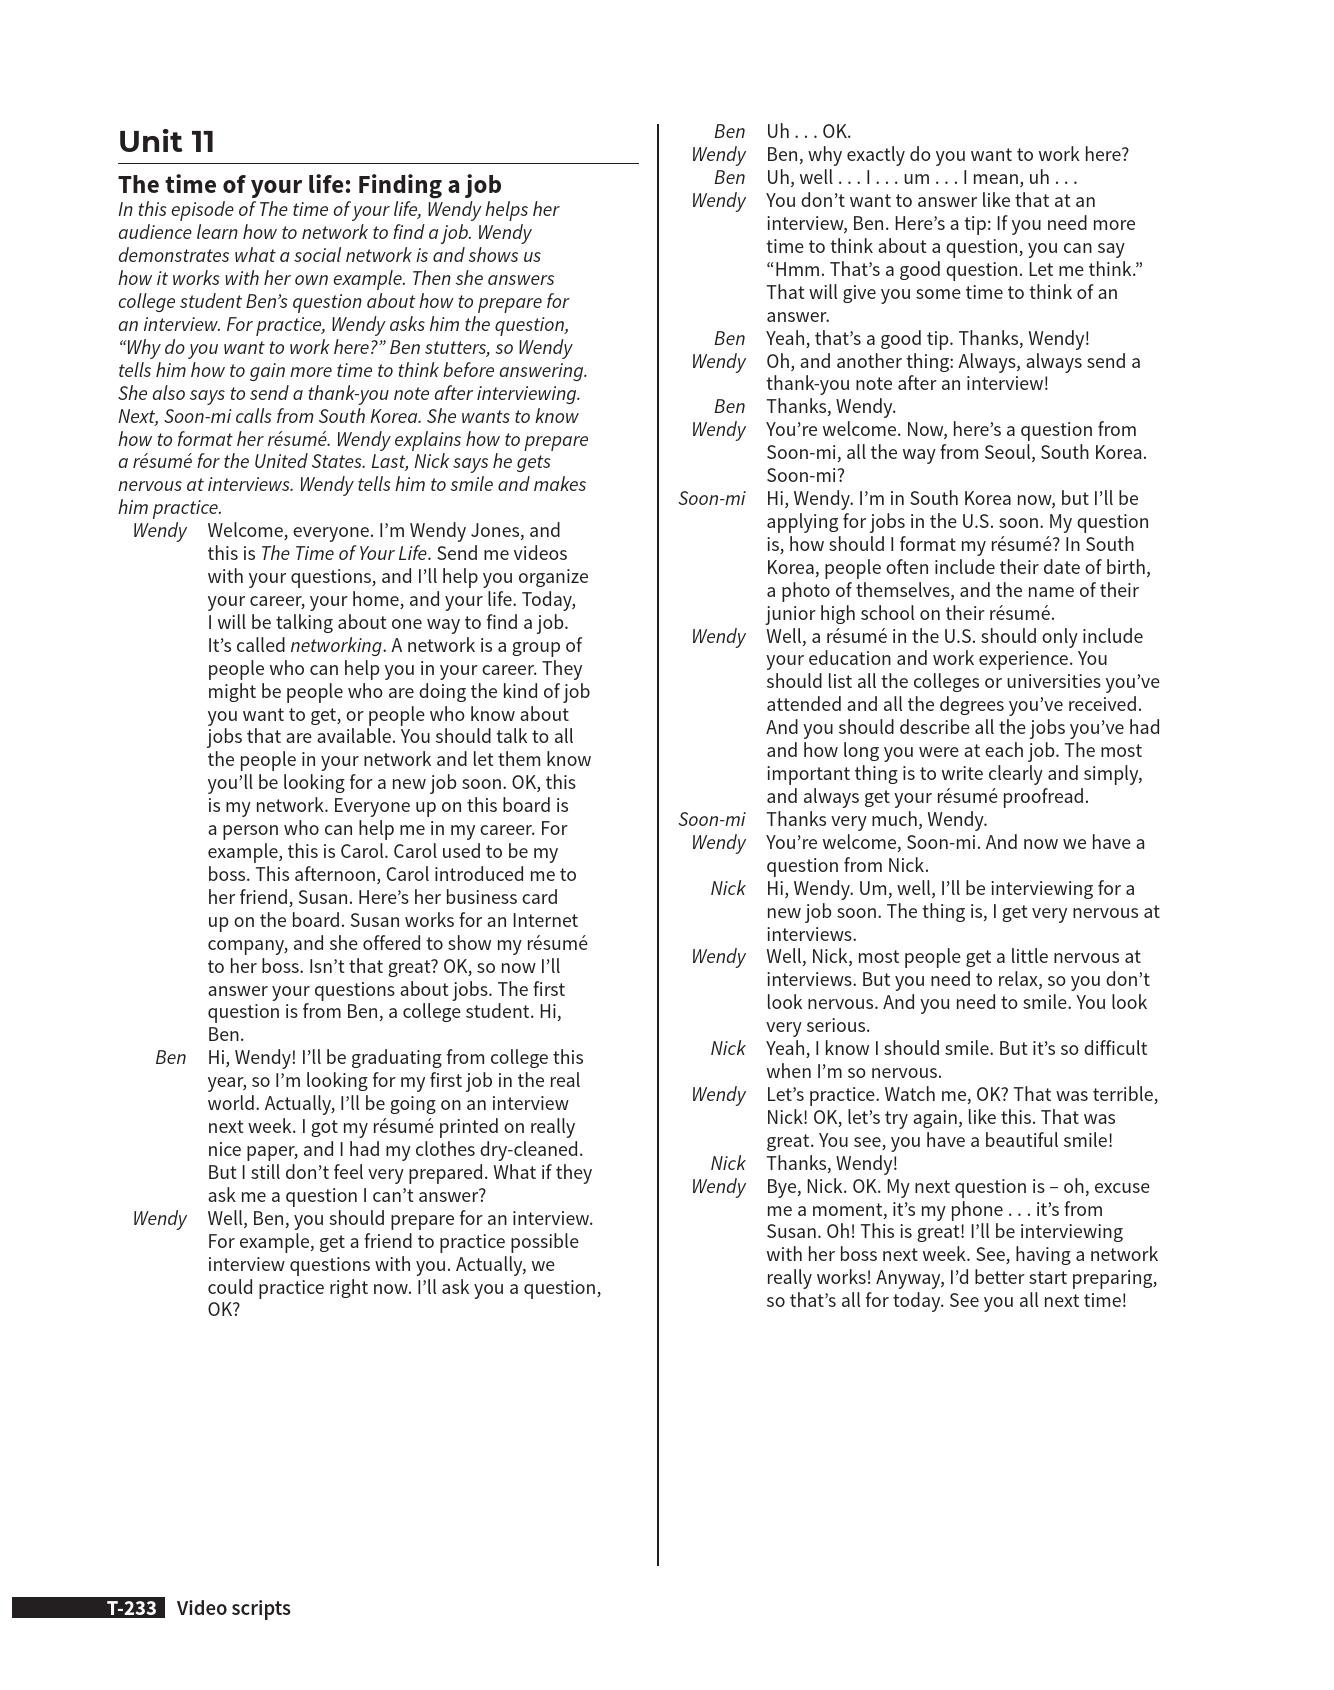 Unit 11
The time of your life: Finding a job
In this episode of The time of your life, Wendy helps her
audience learn how to network to find a job. Wendy
demonstrates what a social network is and shows us
how it works with her own example. Then she answers
college student Ben’s question about how to prepare for
an interview. For practice, Wendy asks him the question,
“Why do you want to work here?” Ben stutters, so Wendy
tells him how to gain more time to think before answering.
She also says to send a thank-you note after interviewing.
Next, Soon-mi calls from South Korea. She wants to know
how to format her résumé. Wendy explains how to prepare
a résumé for the United States. Last, Nick says he gets
nervous at interviews. Wendy tells him to smile and makes
him practice.
Wendy Welcome, everyone. I’m Wendy Jones, and
this is The Time of Your Life. Send me videos
with your questions, and I’ll help you organize
your career, your home, and your life. Today,
I will be talking about one way to find a job.
It’s called networking. A network is a group of
people who can help you in your career. They
might be people who are doing the kind of job
you want to get, or people who know about
jobs that are available. You should talk to all
the people in your network and let them know
you’ll be looking for a new job soon. OK, this
is my network. Everyone up on this board is
a person who can help me in my career. For
example, this is Carol. Carol used to be my
boss. This afternoon, Carol introduced me to
her friend, Susan. Here’s her business card
up on the board. Susan works for an Internet
company, and she offered to show my résumé
to her boss. Isn’t that great? OK, so now I’ll
answer your questions about jobs. The first
question is from Ben, a college student. Hi,
Ben.
Ben Hi, Wendy! I’ll be graduating from college this
year, so I’m looking for my first job in the real
world. Actually, I’ll be going on an interview
next week. I got my résumé printed on really
nice paper, and I had my clothes dry-cleaned.
But I still don’t feel very prepared. What if they
ask me a question I can’t answer?
Wendy Well, Ben, you should prepare for an interview.
For example, get a friend to practice possible
interview questions with you. Actually, we
could practice right now. I’ll ask you a question,
OK?
Ben Uh . . . OK.
Wendy Ben, why exactly do you want to work here?
Ben Uh, well . . . I . . . um . . . I mean, uh . . .
Wendy You don’t want to answer like that at an
interview, Ben. Here’s a tip: If you need more
time to think about a question, you can say
“Hmm. That’s a good question. Let me think.”
That will give you some time to think of an
answer.
Ben Yeah, that’s a good tip. Thanks, Wendy!
Wendy Oh, and another thing: Always, always send a
thank-you note after an interview!
Ben Thanks, Wendy.
Wendy You’re welcome. Now, here’s a question from
Soon-mi, all the way from Seoul, South Korea.
Soon-mi?
Soon-mi Hi, Wendy. I’m in South Korea now, but I’ll be
applying for jobs in the U.S. soon. My question
is, how should I format my résumé? In South
Korea, people often include their date of birth,
a photo of themselves, and the name of their
junior high school on their résumé.
Wendy Well, a résumé in the U.S. should only include
your education and work experience. You
should list all the colleges or universities you’ve
attended and all the degrees you’ve received.
And you should describe all the jobs you’ve had
and how long you were at each job. The most
important thing is to write clearly and simply,
and always get your résumé proofread.
Soon-mi Thanks very much, Wendy.
Wendy You’re welcome, Soon-mi. And now we have a
question from Nick.
Nick Hi, Wendy. Um, well, I’ll be interviewing for a
new job soon. The thing is, I get very nervous at
interviews.
Wendy Well, Nick, most people get a little nervous at
interviews. But you need to relax, so you don’t
look nervous. And you need to smile. You look
very serious.
Nick Yeah, I know I should smile. But it’s so difficult
when I’m so nervous.
Wendy Let’s practice. Watch me, OK? That was terrible,
Nick! OK, let’s try again, like this. That was
great. You see, you have a beautiful smile!
Nick Thanks, Wendy!
Wendy Bye, Nick. OK. My next question is – oh, excuse
me a moment, it’s my phone . . . it’s from
Susan. Oh! This is great! I’ll be interviewing
with her boss next week. See, having a network
really works! Anyway, I’d better start preparing,
so that’s all for today. See you all next time!
T-233 Video scripts